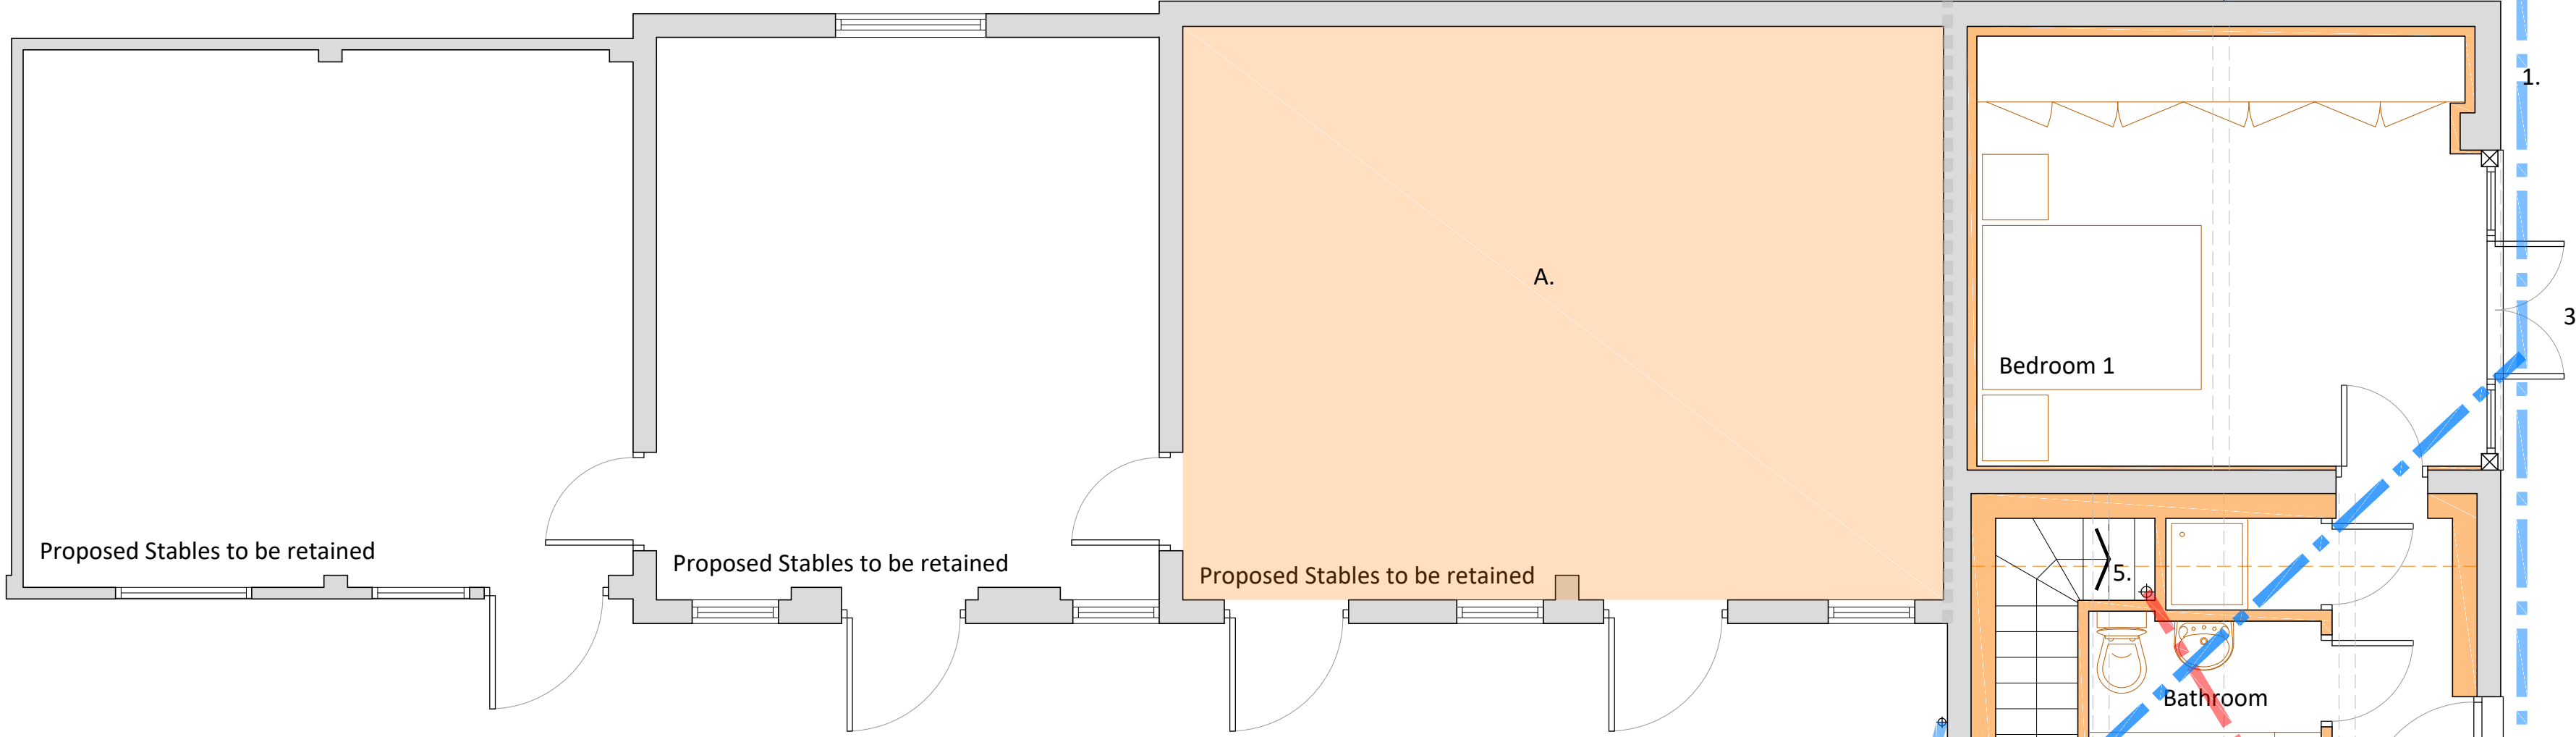 1.
A.
3
Bedroom 1
Proposed Stables to be retained
Proposed Stables to be retained
Proposed Stables to be retained
5.
Bathroom